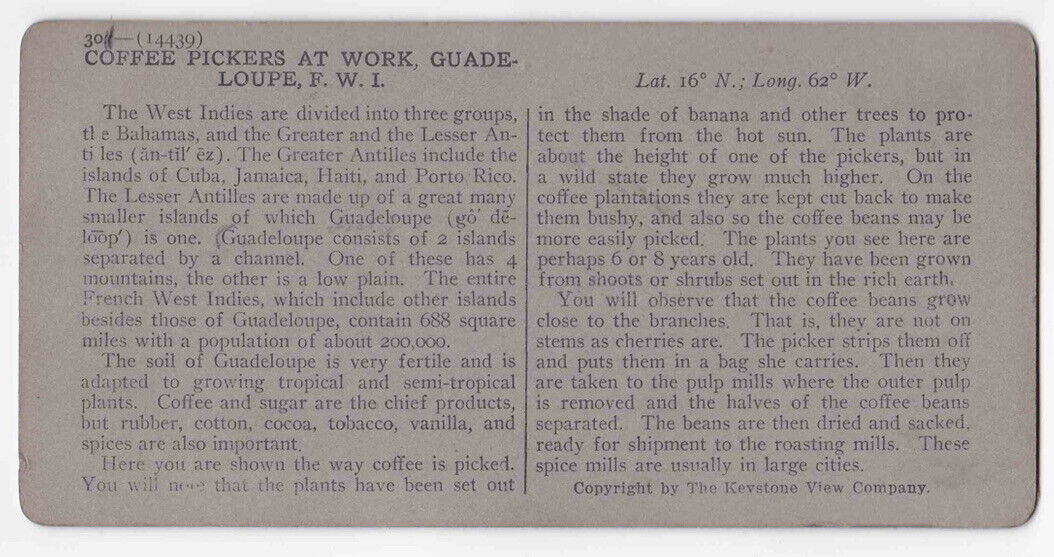 30 —(14439)
COFFEE PICKERS AT WORK, GUADE-
LOUPE, F. W. I.
The West Indies are divided into three groups,
the Bahamas, and the Greater and the Lesser An-
tilles (ăn-tĭl′ ēz). The Greater Antilles include the
islands of Cuba, Jamaica, Haiti, and Porto Rico.
The Lesser Antilles are made up of a great many
smaller islands of which Guadeloupe (gô′ dĕ-
lo͞op′) is one. (Guadeloupe consists of 2 islands
separated by a channel. One of these has 4
mountains, the other is a low plain. The entire
French West Indies, which include other islands
besides those of Guadeloupe, contain 688 square
miles with a population of about 200,000.
The soil of Guadeloupe is very fertile and is
adapted to growing tropical and semi-tropical
plants. Coffee and sugar are the chief products,
but rubber, cotton, cocoa, tobacco, vanilla, and
spices are also important.
Here you are shown the way coffee is picked.
You will note that the plants have been set out
Lat. 16° N.; Long. 62° W.
in the shade of banana and other trees to pro-
tect them from the hot sun. The plants are
about the height of one of the pickers, but in
a wild state they grow much higher. On the
coffee plantations they are kept cut back to make
them bushy, and also so the coffee beans may be
more easily picked. The plants you see here are
perhaps 6 or 8 years old. They have been grown
from shoots or shrubs set out in the rich earth.
You will observe that the coffee beans grow
close to the branches. That is, they are not on
stems as cherries are. The picker strips them off
and puts them in a bag she carries. Then they
are taken to the pulp mills where the outer pulp
is removed and the halves of the coffee beans
separated. The beans are then dried and sacked,
ready for shipment to the roasting mills. These
spice mills are usually in large cities.
Copyright by The Keystone View Company.